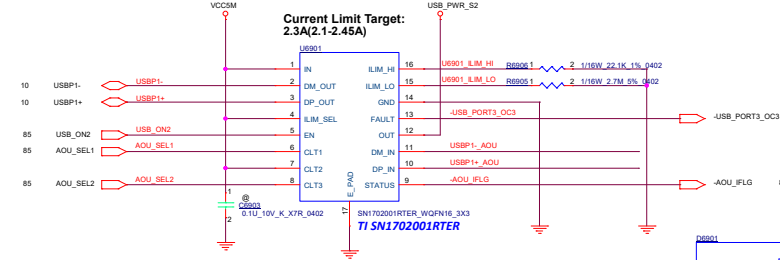 VCC5M
USB_PWR_S2
Current Limit Target:
2.3A(2.1-2.45A)
U6901
1 IN ILIM_HI 16 U6901_ILIM_HI R6906 1 2 1/16W_22.1K_1%_0402
10 USBP1- USBP1- 2 DM_OUT ILIM_LO 15 U6901_ILIM_LO R6905 1 2 1/16W_2.7M_5%_0402
10 USBP1+ USBP1+ 3 DP_OUT GND 14
4 ILIM_SEL FAULT 13 -USB_PORT3_OC3 -USB_PORT3_OC3
85 USB_ON2 USB_ON2 5 EN OUT 12
85 AOU_SEL1 AOU_SEL1 6 CLT1 DM_IN 11 USBP1-_AOU
7 CLT2 DP_IN 10 USBP1+_AOU
85 AOU_SEL2 AOU_SEL2 8 CLT3 STATUS 9 -AOU_IFLG -AOU_IFLG
E_PAD
17
1
@
C6903
0.1U_10V_K_X7R_0402
2
SN1702001RTER_WQFN16_3X3
TI SN1702001RTER
D6901